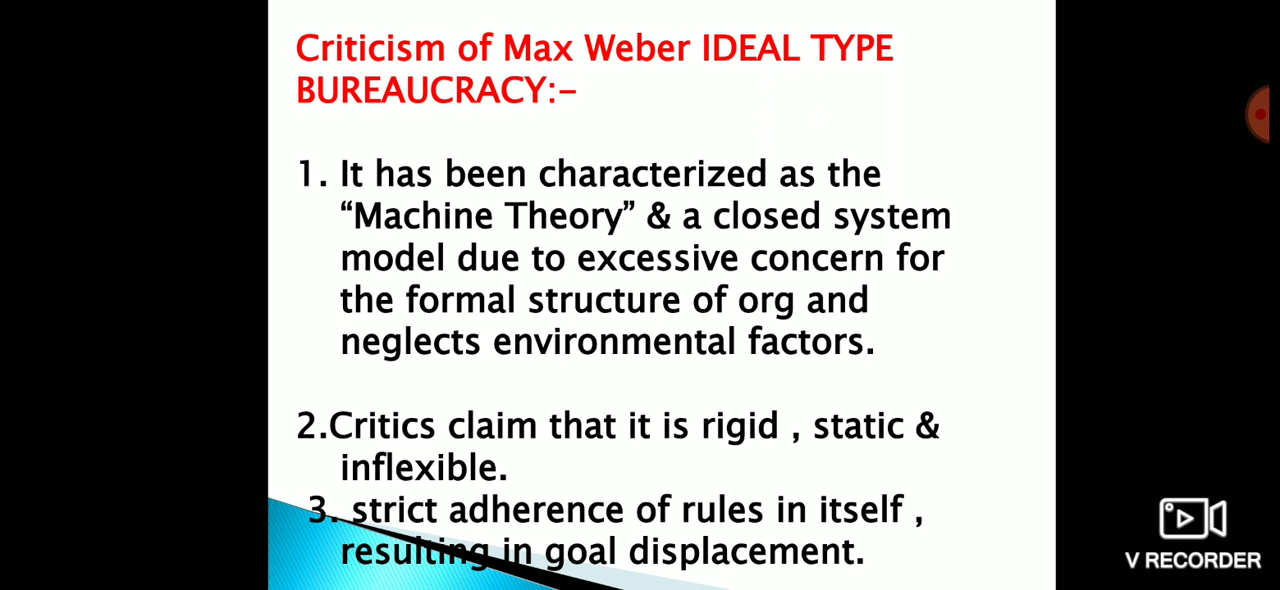 Criticism of Max Weber IDEAL TYPE
BUREAUCRACY:-
1. It has been characterized as the
“Machine Theory” & a closed system
model due to excessive concern for
the formal structure of org and
neglects environmental factors.
2.Critics claim that it is rigid , static &
inflexible.
3. strict adherence of rules in itself ,
resulting in goal displacement.
V RECORDER